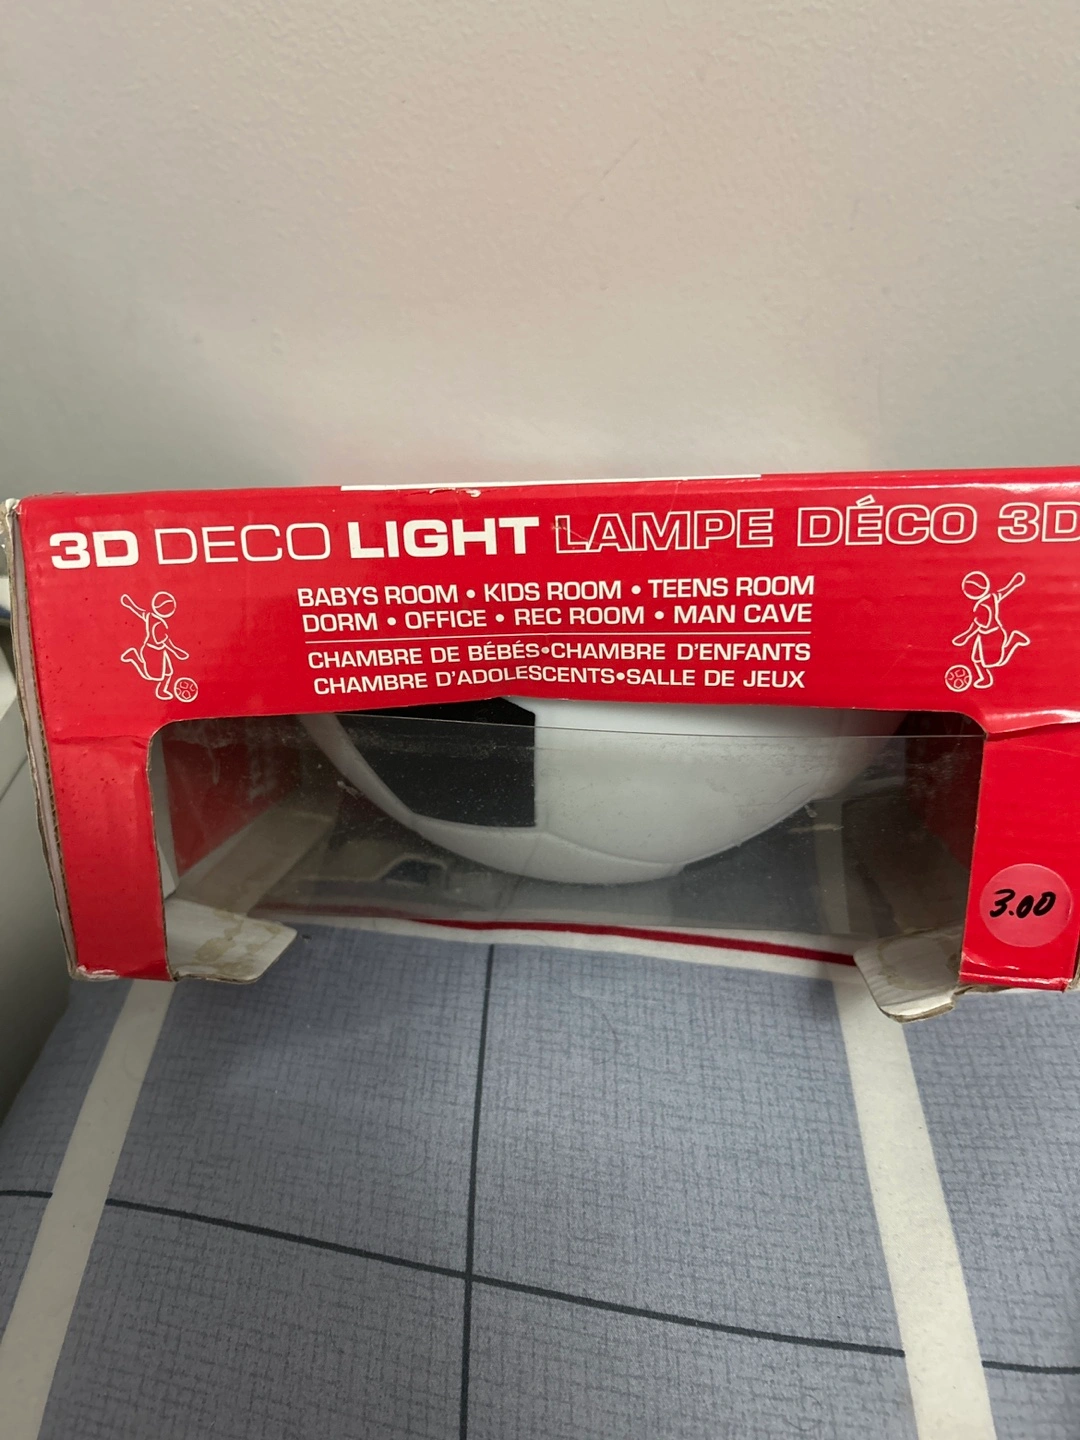 3D DECO LIGHT LAMPE DÉCO 3D
BABYS ROOM • KIDS ROOM • TEENS ROOM
DORM • OFFICE • REC ROOM • MAN CAVE
CHAMBRE DE BÉBÉS•CHAMBRE D'ENFANTS
CHAMBRE D'ADOLESCENTS•SALLE DE JEUX
3.00